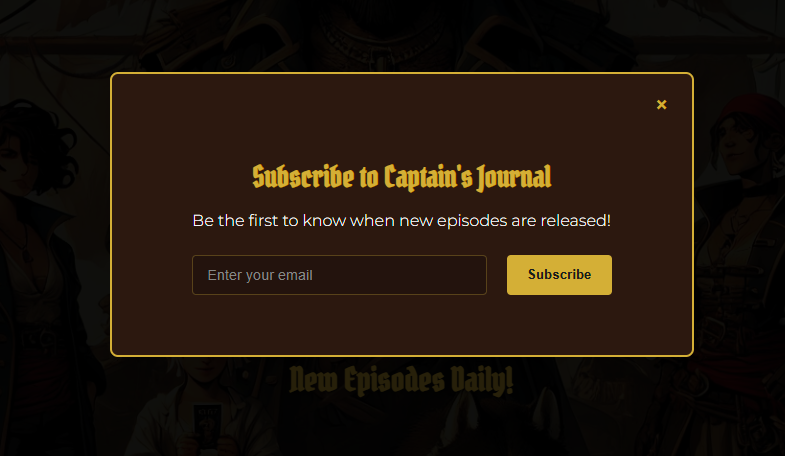 ×
Subscribe to Captain's Journal
Be the first to know when new episodes are released!
Enter your email
Subscribe
New Episodes Daily!